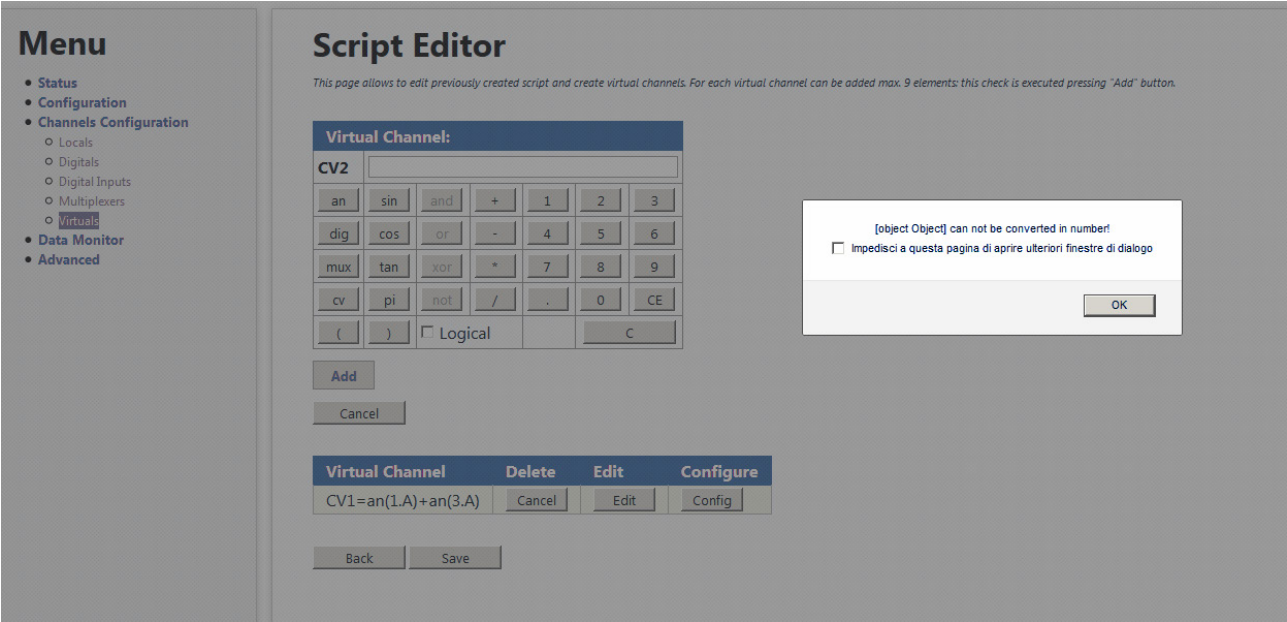 Menu
Status
Configuration
Channels Configuration
Locals
Digitals
Digital Inputs
Multiplexers
Virtuals
Data Monitor
Advanced
Script Editor
This page allows to edit previously created script and create virtual channels. For each virtual channel can be added max. 9 elements: this check is executed pressing "Add" button.
Virtual Channel:
CV2
an sin and + 1 2 3
dig cos or - 4 5 6
mux tan xor * 7 8 9
cv pi not / . 0 CE
( ) Logical C
Add
Cancel
Virtual Channel Delete Edit Configure
CV1=an(1.A)+an(3.A) Cancel Edit Config
Back Save
[object Object] can not be converted in number!
Impedisci a questa pagina di aprire ulteriori finestre di dialogo
OK